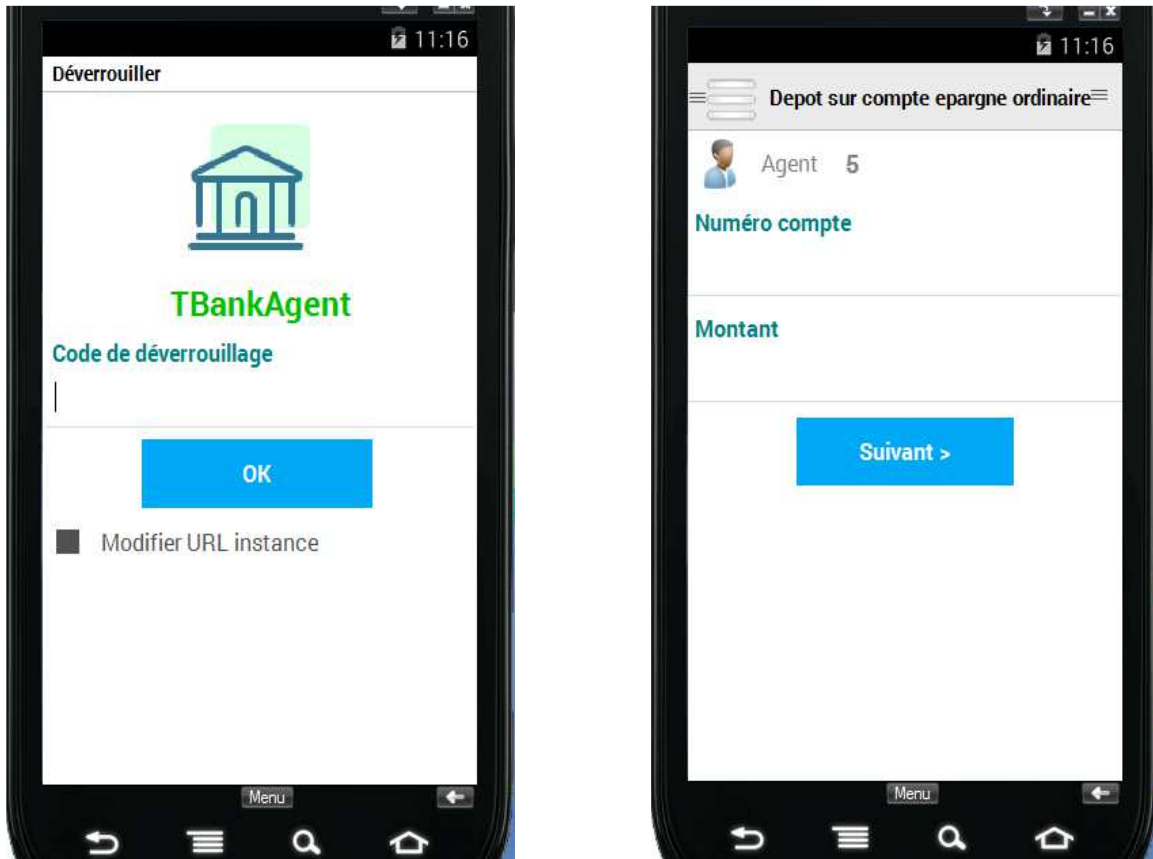 11:16
Déverrouiller
TBankAgent
Code de déverrouillage
OK
Modifier URL instance
Menu
11:16
Depot sur compte epargne ordinaire
Agent 5
Numéro compte
Montant
Suivant >
Menu